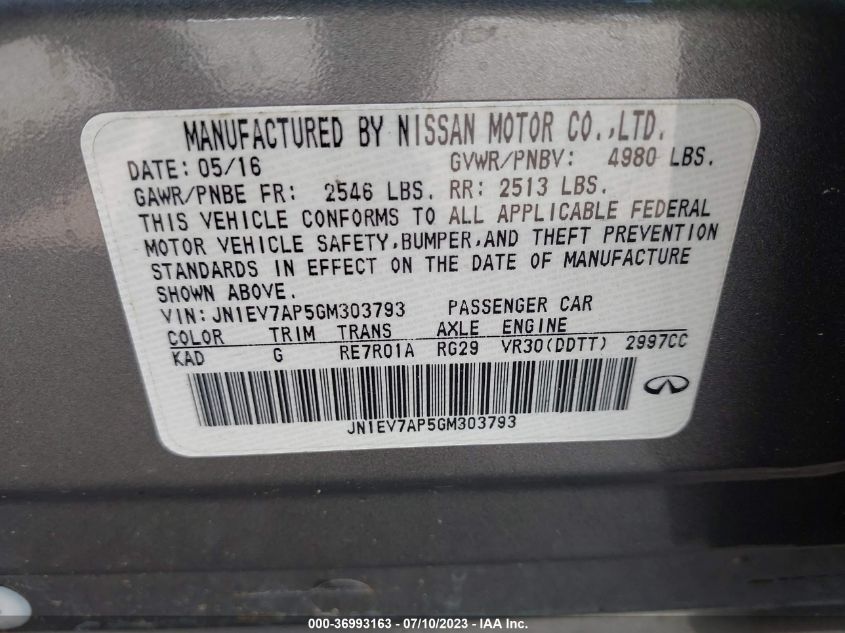 MANUFACTURED BY NISSAN MOTOR CO.,LTD.
DATE: 05/16 GVWR/PNBV: 4980 LBS.
GAWR/PNBE FR: 2546 LBS. RR: 2513 LBS.
THIS VEHICLE CONFORMS TO ALL APPLICABLE FEDERAL
MOTOR VEHICLE SAFETY,BUMPER,AND THEFT PREVENTION
STANDARDS IN EFFECT ON THE DATE OF MANUFACTURE
SHOWN ABOVE.
VIN: JN1EV7AP5GM303793 PASSENGER CAR
COLOR TRIM TRANS AXLE ENGINE
KAD G RE7R01A RG29 VR30(DDTT) 2997CC
JN1EV7AP5GM303793
000-36993163 - 07/10/2023 - IAAI, Inc.